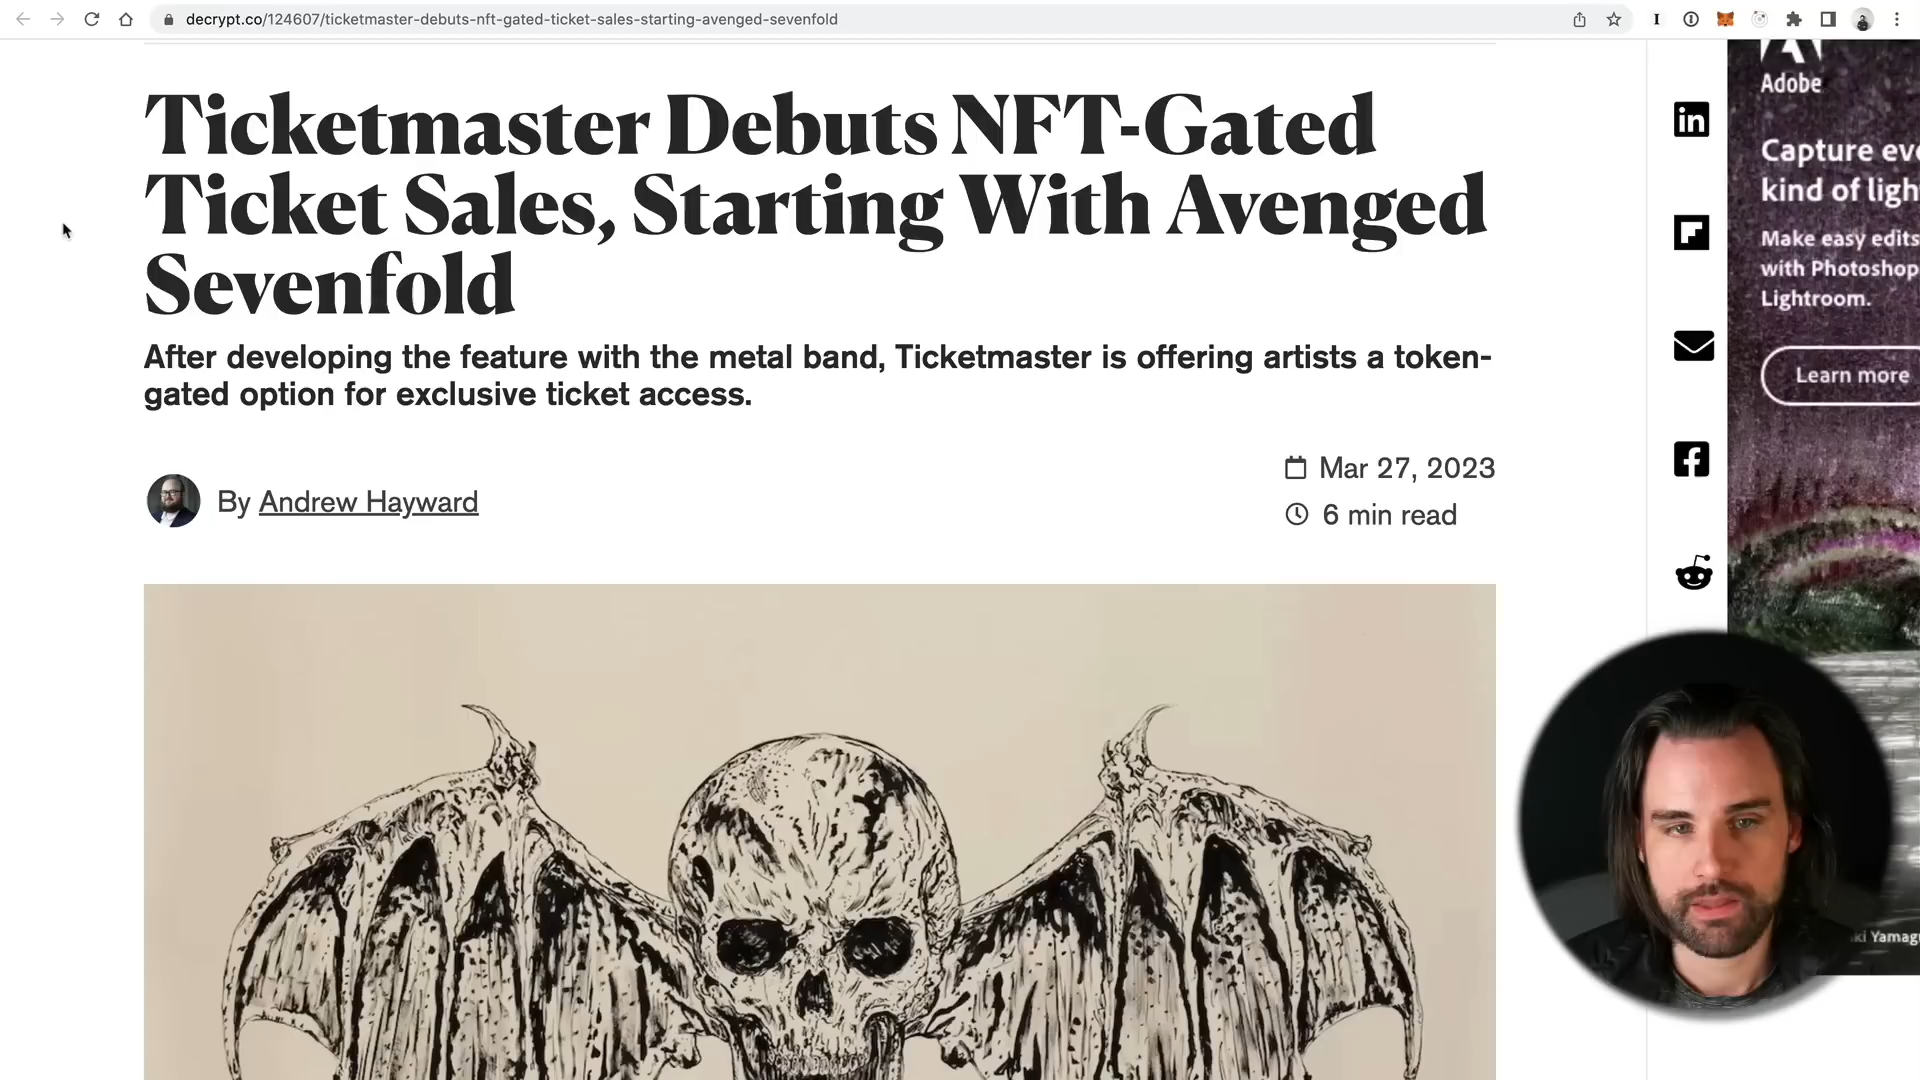 decrypt.co/124607/ticketmaster-debuts-nft-gated-ticket-sales-starting-avenged-sevenfold
Ticketmaster Debuts NFT-Gated
Ticket Sales, Starting With Avenged
Sevenfold
After developing the feature with the metal band, Ticketmaster is offering artists a token-
gated option for exclusive ticket access.
By Andrew Hayward
Mar 27, 2023
6 min read
Adobe
Capture
kind of
Make easy edits
with Photoshop
Lightroom.
Learn more